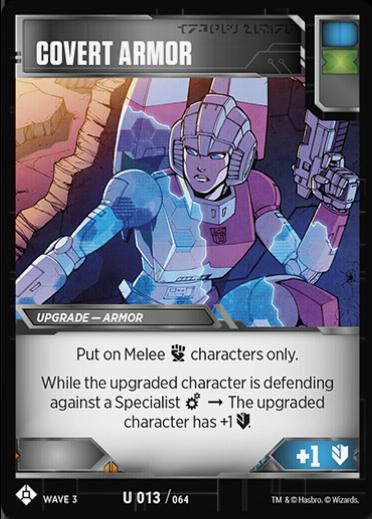 COVERT ARMOR
UPGRADE – ARMOR
Put on Melee characters only.
While the upgraded character is defending
against a Specialist → The upgraded
character has +1
+1
WAVE 3
U 013 / 064
TM & © Hasbro. © Wizards.